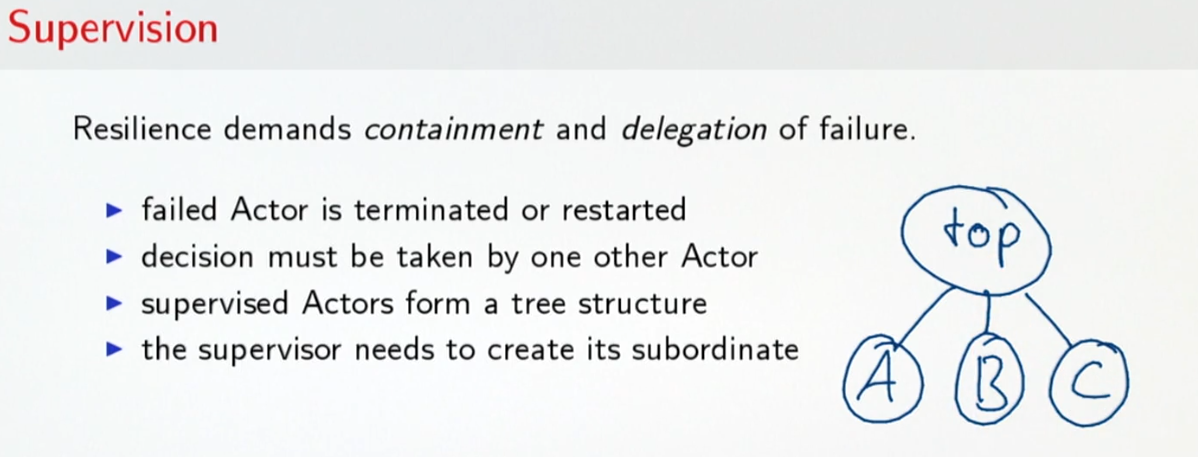 Supervision
Resilience demands containment and delegation of failure.
failed Actor is terminated or restarted
decision must be taken by one other Actor
supervised Actors form a tree structure
the supervisor needs to create its subordinate
top
A B C